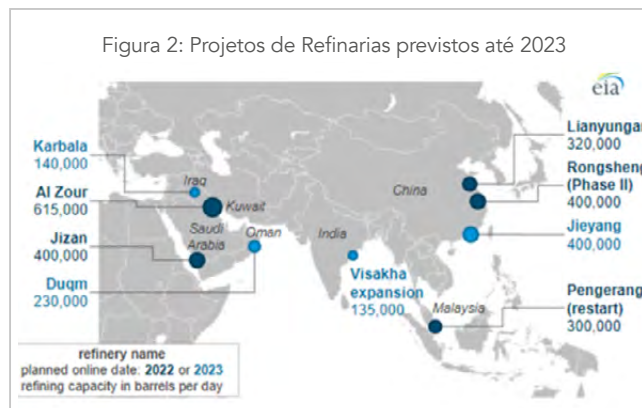 Figura 2: Projetos de Refinarias previstos até 2023
eia
Karbala
140,000
Al Zour
615,000
Jizan
400,000
Duqm
230,000
Iraq
Kuwait
Saudi
Arabia
Oman
India
China
Malaysia
Visakha
expansion
135,000
Lianyungan
320,000
Rongsheng
(Phase II)
400,000
Jieyang
400,000
Pengerang
(restart)
300,000
refinery name
planned online date: 2022 or 2023
refining capacity in barrels per day